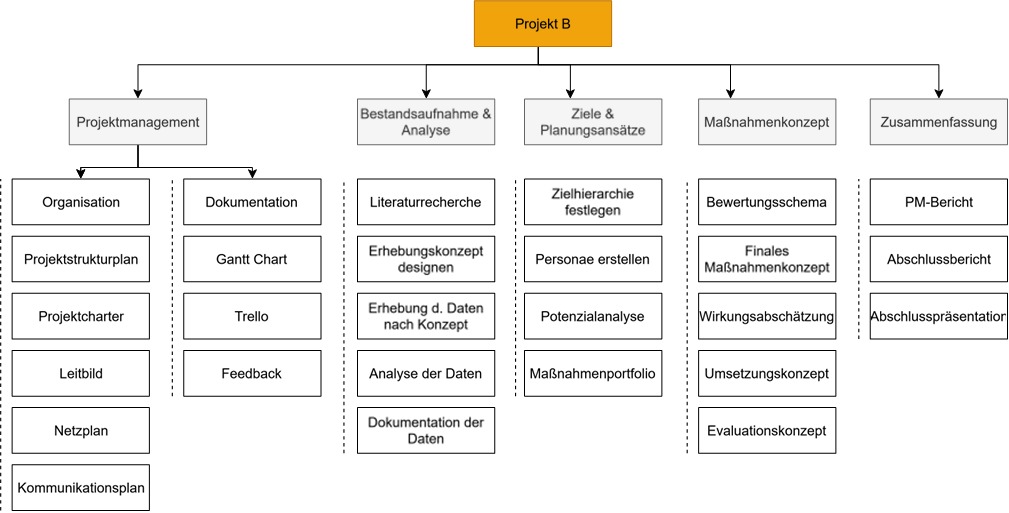 Projekt B
Projektmanagement
Bestandsaufnahme &
Analyse
Ziele &
Planungsansätze
Maßnahmenkonzept
Zusammenfassung
Organisation
Projektstrukturplan
Projektcharter
Leitbild
Netzplan
Kommunikationsplan
Dokumentation
Gantt Chart
Trello
Feedback
Literaturrecherche
Erhebungskonzept
designen
Erhebung d. Daten
nach Konzept
Analyse der Daten
Dokumentation der
Daten
Zielhierarchie
festlegen
Personae erstellen
Potenzialanalyse
Maßnahmenportfolio
Bewertungsschema
Finales
Maßnahmenkonzept
Wirkungsabschätzung
Umsetzungskonzept
Evaluationskonzept
PM-Bericht
Abschlussbericht
Abschlusspräsentation